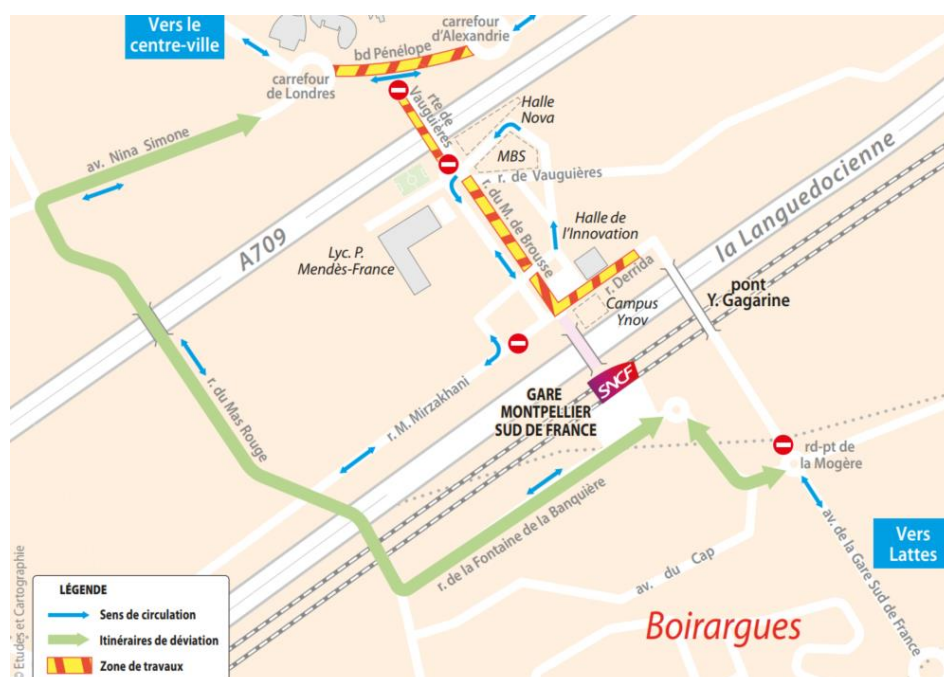 Vers le
centre-ville
carrefour
d'Alexandrie
bd Pénélope
carrefour
de Londres
rte de
Vauguières
Halle
Nova
av. Nina Simone
MBS
r. de Vauguières
la Languedocienne
A709
r. du M. de Brousse
Halle de
l'Innovation
Lyc. P.
Mendès-France
r. Derrida
Campus
Ynov
pont
Y. Gagarine
r. du Mas Rouge
r. M. Mirzakhani
SNCF
GARE
MONTPELLIER
SUD DE FRANCE
rd-pt de
la Mogère
r. de la Fontaine de la Banquière
av. du Cap
av. de la Gare Sud de France
Vers
Lattes
Boirargues
© Etudes et Cartographie
LÉGENDE
Sens de circulation
Itinéraires de déviation
Zone de travaux